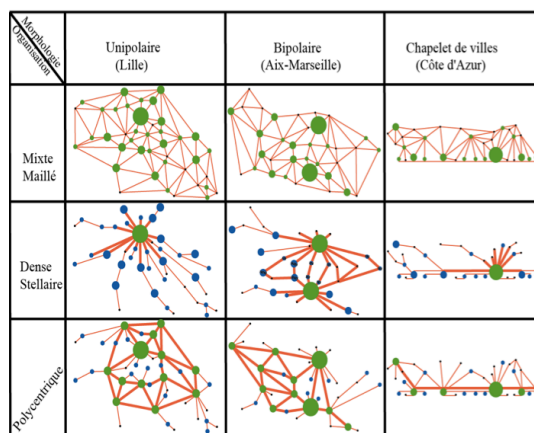 Morphologie
Organisation
Unipolaire
(Lille)
Bipolaire
(Aix-Marseille)
Chapelet de villes
(Côte d'Azur)
Mixte
Maillé
Dense
Stellaire
Polycentrique